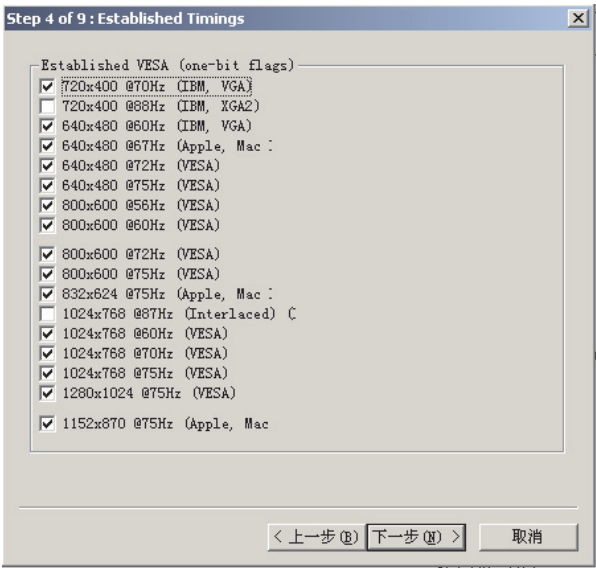 Step 4 of 9 : Established Timings
Established VESA (one-bit flags)
720x400 @70Hz (IBM, VGA)
720x400 @88Hz (IBM, XGA2)
640x480 @60Hz (IBM, VGA)
640x480 @67Hz (Apple, Mac
640x480 @72Hz (VESA)
640x480 @75Hz (VESA)
800x600 @56Hz (VESA)
800x600 @60Hz (VESA)
800x600 @72Hz (VESA)
800x600 @75Hz (VESA)
832x624 @75Hz (Apple, Mac
1024x768 @87Hz (Interlaced)
1024x768 @60Hz (VESA)
1024x768 @70Hz (VESA)
1024x768 @75Hz (VESA)
1280x1024 @75Hz (VESA)
1152x870 @75Hz (Apple, Mac
< 上一步(B) 下一步(N) > 取消